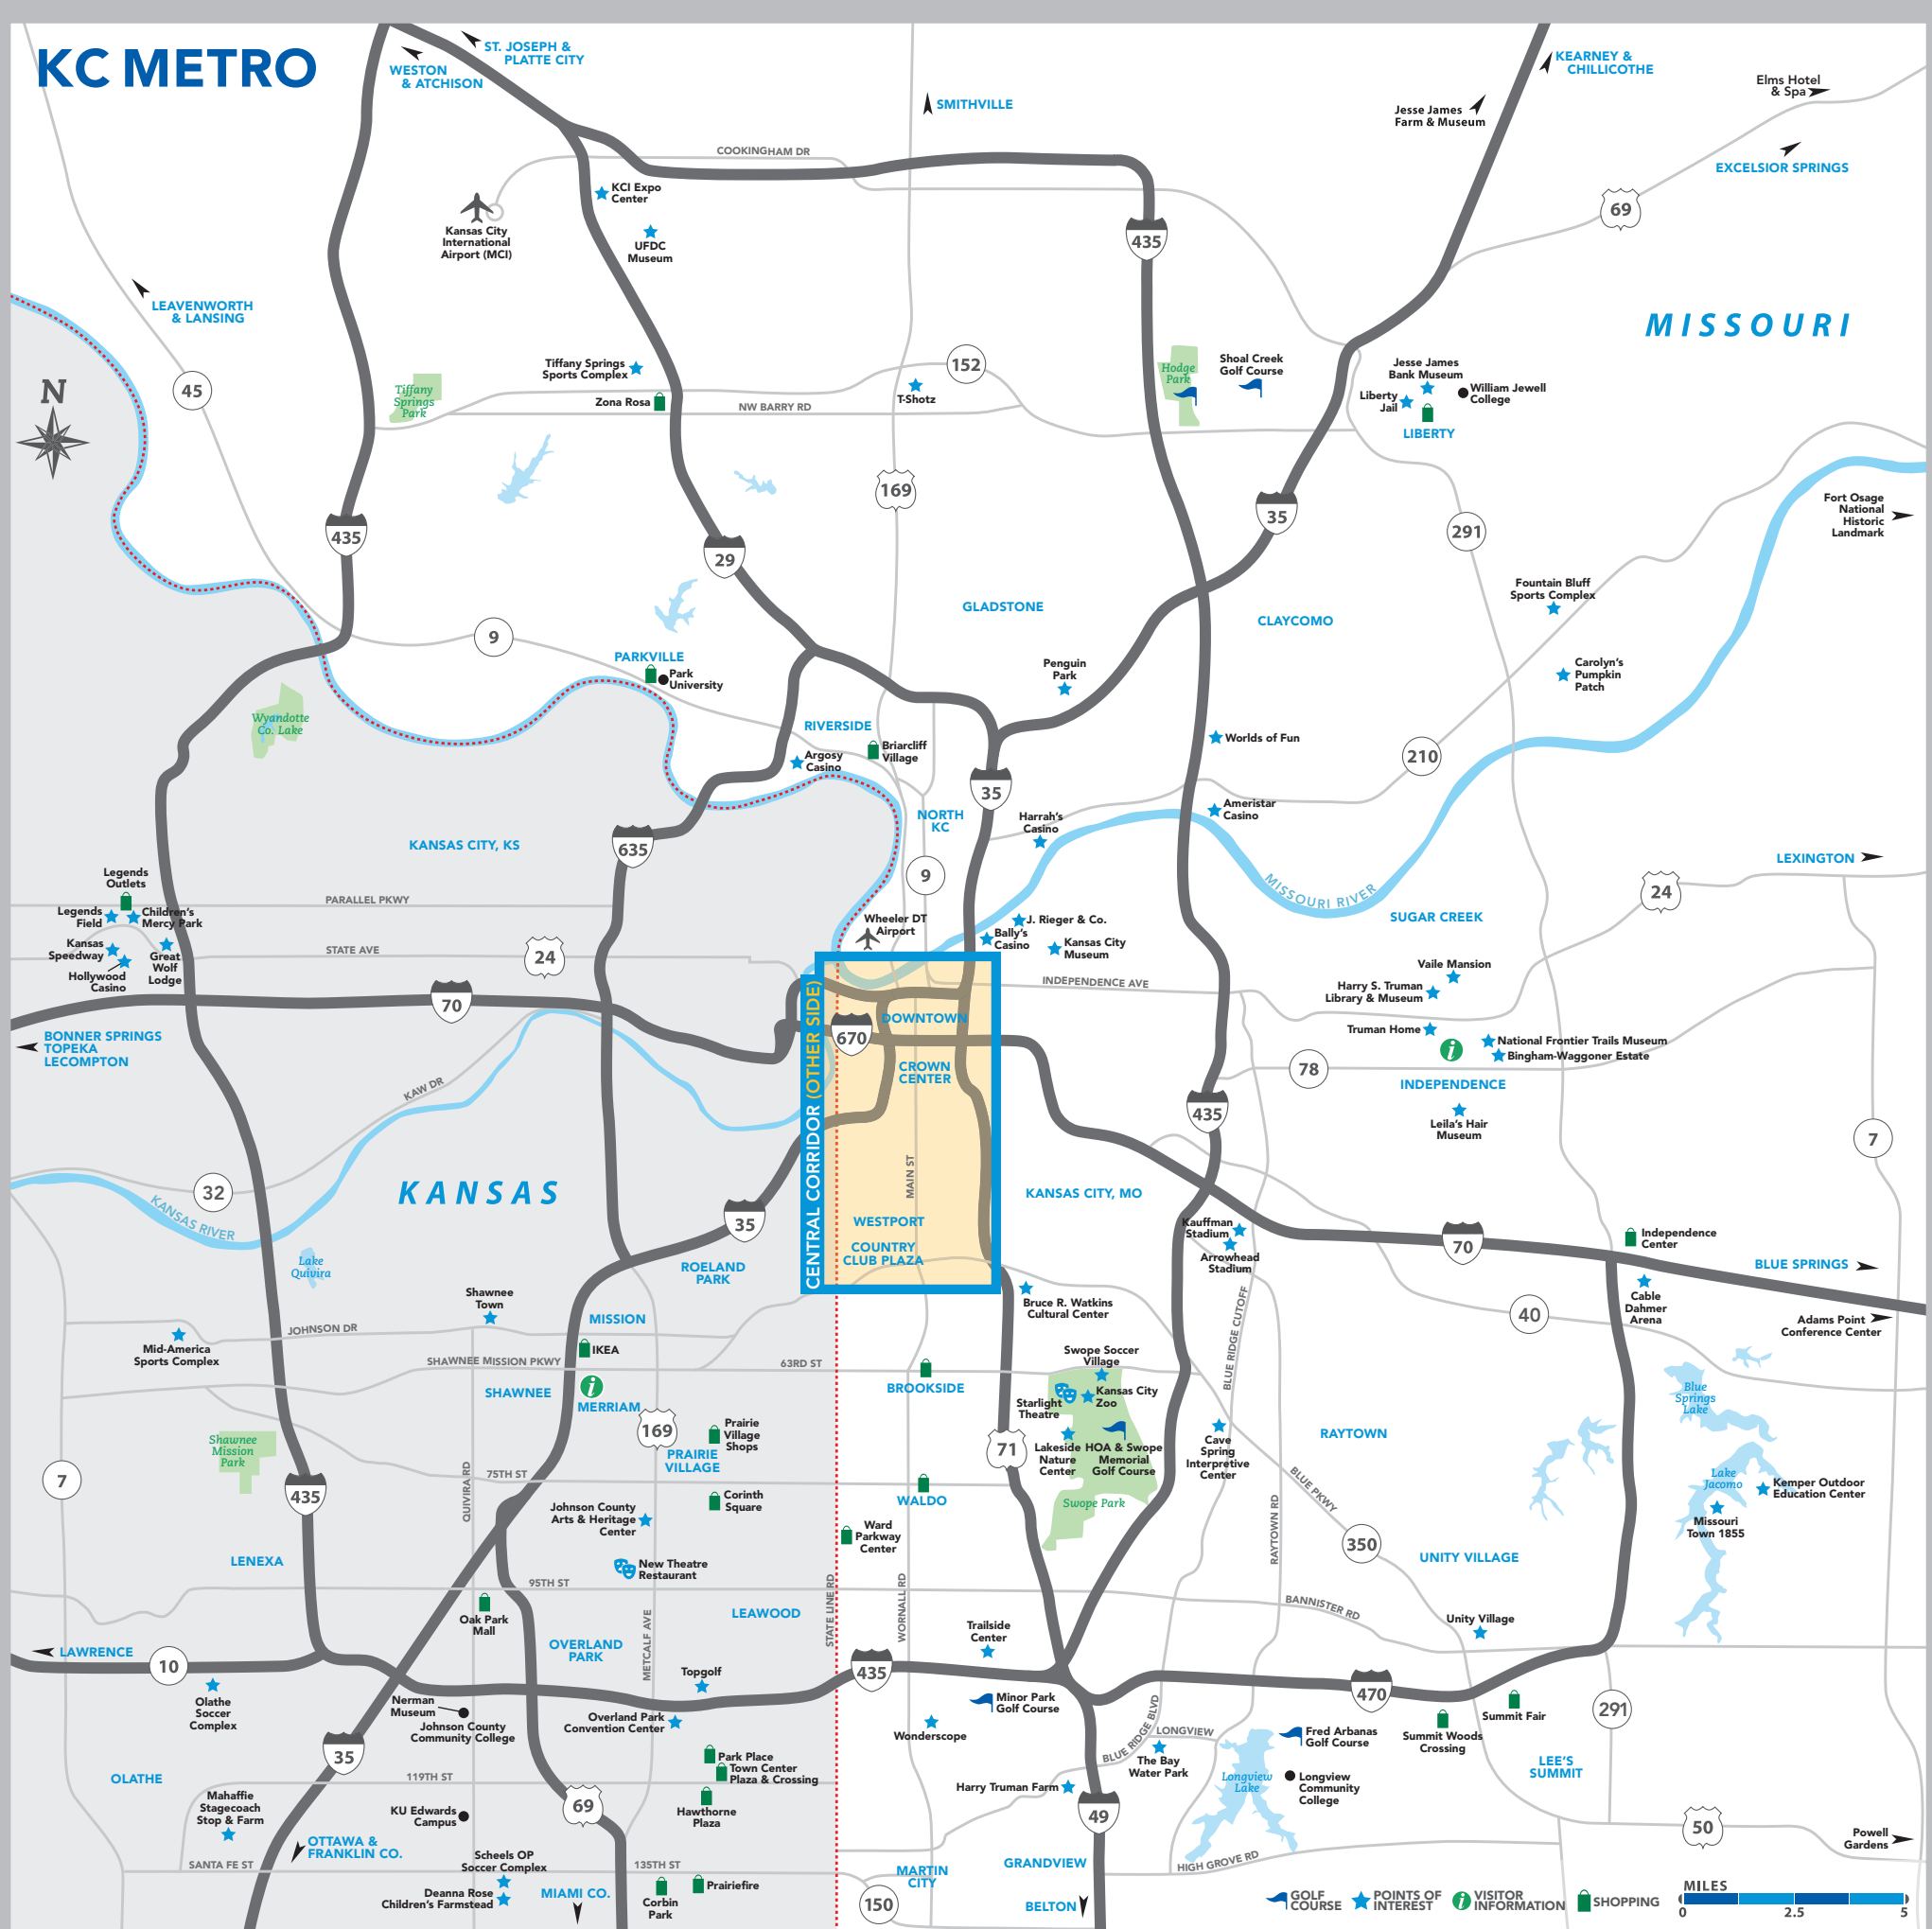 KC METRO
WESTON
& ATCHISON
ST. JOSEPH &
PLATTE CITY
SMITHVILLE
KEARNEY &
CHILLICOTHE
Elms Hotel
& Spa
Jesse James
Farm & Museum
EXCELSIOR SPRINGS
COOKINGHAM DR
KCI Expo
Center
Kansas City
International
Airport (MCI)
UFDC
Museum
69
435
LEAVENWORTH
& LANSING
MISSOURI
N
45
Tiffany
Springs
Park
Tiffany Springs
Sports Complex
Zona Rosa
152
T-Shotz
NW BARRY RD
Hodge
Park
Shoal Creek
Golf Course
Jesse James
Bank Museum
William Jewell
College
Liberty
Jail
LIBERTY
169
435
29
35
291
Fort Osage
National
Historic
Landmark
GLADSTONE
CLAYCOMO
Fountain Bluff
Sports Complex
9
PARKVILLE
Park
University
Penguin
Park
Carolyn's
Pumpkin
Patch
Wyandotte
Co. Lake
RIVERSIDE
Argosy
Casino
Briarcliff
Village
Worlds of Fun
210
35
NORTH
KC
Harrah's
Casino
Ameristar
Casino
KANSAS CITY, KS
635
9
LEXINGTON
MISSOURI RIVER
24
SUGAR CREEK
Legends
Outlets
Legends
Field
Children's
Mercy Park
Kansas
Speedway
Hollywood
Casino
Great
Wolf
Lodge
PARALLEL PKWY
STATE AVE
24
Wheeler DT
Airport
J. Rieger & Co.
Bally's
Casino
Kansas City
Museum
INDEPENDENCE AVE
Vaile Mansion
Harry S. Truman
Library & Museum
Truman Home
National Frontier Trails Museum
Bingham-Waggoner Estate
INDEPENDENCE
Leila's Hair
Museum
70
BONNER SPRINGS
TOPEKA
LECOMPTON
KAW DR
CENTRAL CORRIDOR (OTHER SIDE)
DOWNTOWN
670
CROWN
CENTER
MAIN ST
WESTPORT
COUNTRY
CLUB PLAZA
78
435
7
32
KANSAS
KANSAS RIVER
Lake
Quivira
35
KANSAS CITY, MO
Kauffman
Stadium
Arrowhead
Stadium
70
Independence
Center
BLUE SPRINGS
Cable
Dahmer
Arena
Adams Point
Conference Center
40
ROELAND
PARK
Shawnee
Town
MISSION
Mid-America
Sports Complex
JOHNSON DR
SHAWNEE MISSION PKWY
IKEA
63RD ST
SHAWNEE
MERRIAM
Bruce R. Watkins
Cultural Center
BLUE RIDGE CUTOFF
BROOKSIDE
Swope Soccer
Village
Starlight
Theatre
Kansas City
Zoo
Lakeside
Nature
Center
HOA & Swope
Memorial
Golf Course
Swope Park
Cave
Spring
Interpretive
Center
RAYTOWN
Blue
Springs
Lake
Shawnee
Mission
Park
7
435
QUIVIRA RD
75TH ST
169
Prairie
Village
Shops
PRAIRIE
VILLAGE
Corinth
Square
71
WALDO
BLUE PKWY
350
RAYTOWN RD
Lake
Jacomo
Kemper Outdoor
Education Center
Missouri
Town 1855
Johnson County
Arts & Heritage
Center
Ward
Parkway
Center
LENEXA
New Theatre
Restaurant
95TH ST
UNITY VILLAGE
BANNISTER RD
Unity Village
Oak Park
Mall
LEAWOOD
STATE LINE RD
WORNALL RD
METCALF AVE
OVERLAND
PARK
Trailside
Center
LAWRENCE
10
Olathe
Soccer
Complex
Topgolf
435
470
291
Nerman
Museum
Johnson County
Community College
Overland Park
Convention Center
Minor Park
Golf Course
Wonderscope
BLUE RIDGE BLVD
LONGVIEW
The Bay
Water Park
Fred Arbanas
Golf Course
Summit Woods
Crossing
Summit Fair
LEE'S
SUMMIT
35
OLATHE
119TH ST
Park Place
Town Center
Plaza & Crossing
Hawthorne
Plaza
Harry Truman Farm
Longview
Lake
Longview
Community
College
Mahaffie
Stagecoach
Stop & Farm
KU Edwards
Campus
69
49
50
Powell
Gardens
OTTAWA &
FRANKLIN CO.
SANTA FE ST
Scheels OP
Soccer Complex
Deanna Rose
Children's Farmstead
MIAMI CO.
135TH ST
Corbin
Park
Prairiefire
MARTIN
CITY
150
GRANDVIEW
BELTON
HIGH GROVE RD
GOLF
COURSE
POINTS OF
INTEREST
VISITOR
INFORMATION
SHOPPING
MILES
0 2.5 5